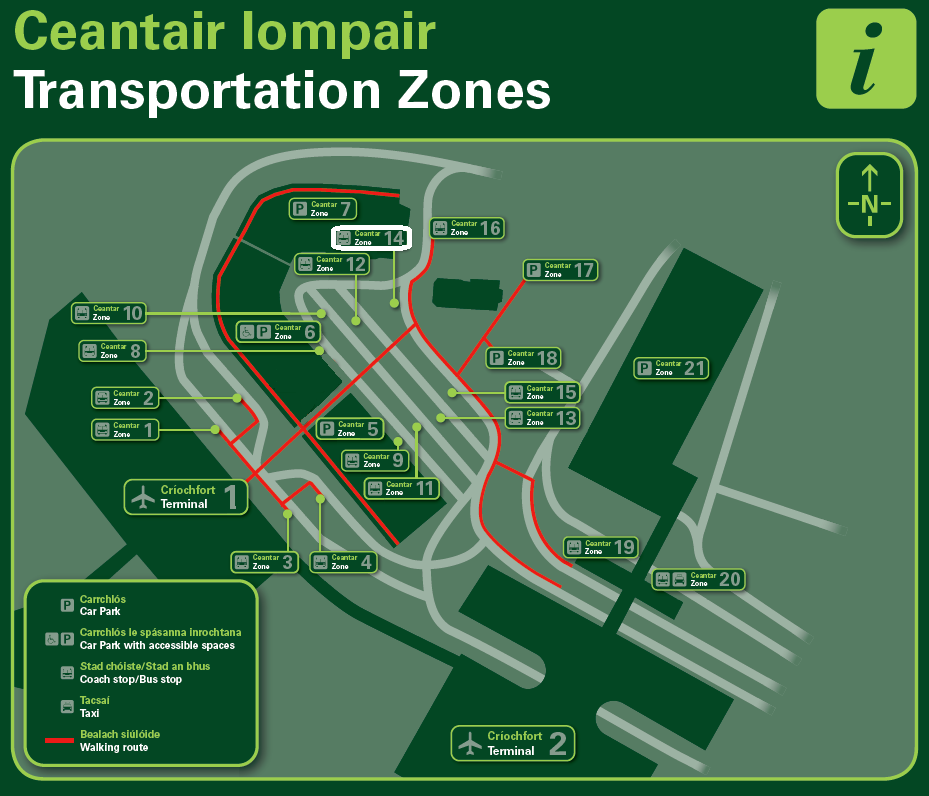 Ceantair Iompair
Transportation Zones
i
N
P Ceantar Zone 7
Ceantar Zone 14
Ceantar Zone 16
Ceantar Zone 12
P Ceantar Zone 17
Ceantar Zone 10
P Ceantar Zone 6
Ceantar Zone 8
P Ceantar Zone 18
P Ceantar Zone 21
Ceantar Zone 2
Ceantar Zone 15
Ceantar Zone 13
Ceantar Zone 1
P Ceantar Zone 5
Ceantar Zone 9
Ceantar Zone 11
Críochfort Terminal 1
Ceantar Zone 19
Ceantar Zone 3
Ceantar Zone 4
Ceantar Zone 20
P Carrchlós
Car Park
P Carrchlós le spásanna inrochtana
Car Park with accessible spaces
Stad chóiste/Stad an bhus
Coach stop/Bus stop
Tacsaí
Taxi
Bealach siúlóide
Walking route
Críochfort Terminal 2